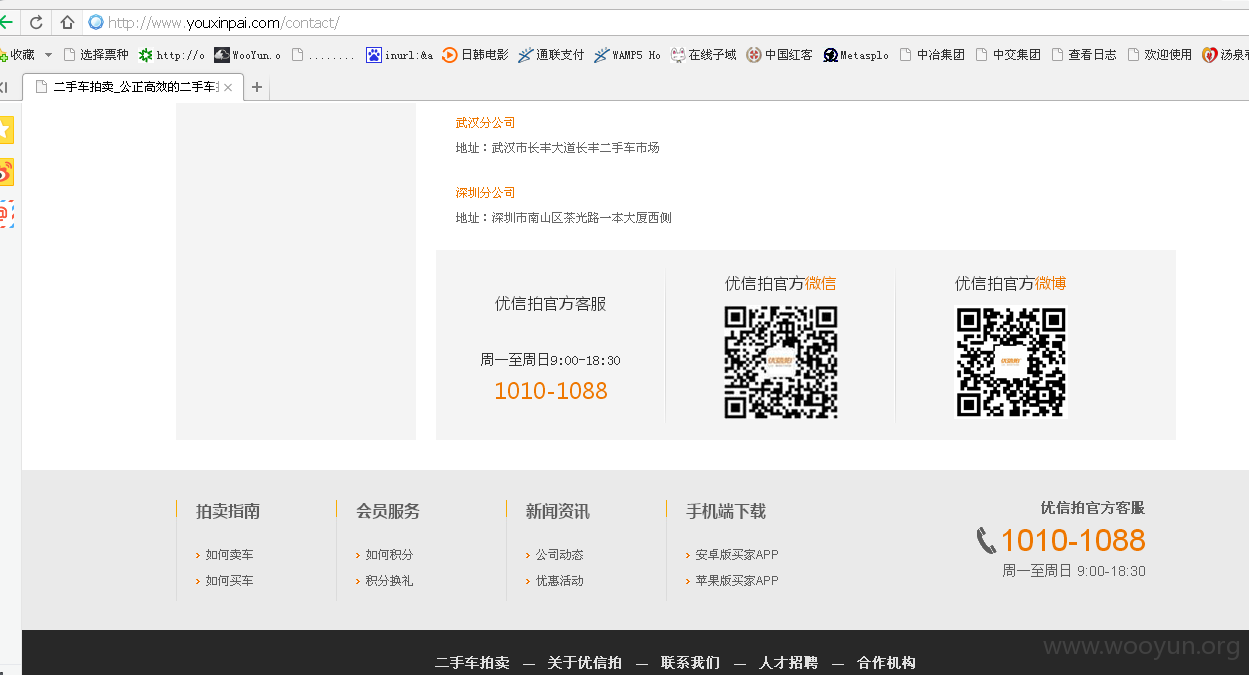 http://www.youxinpai.com/contact/
收藏 选择票种 http://o WooYun.o ........ inurl:&a 日韩电影 通联支付 WAMP5 Ho 在线子域 中国红客 Metasplo 中冶集团 中交集团 查看日志 欢迎使用 汤泉
二手车拍卖_公正高效的二手车
武汉分公司
地址：武汉市长丰大道长丰二手车市场
深圳分公司
地址：深圳市南山区茶光路一本大厦西侧
优信拍官方客服
周一至周日9:00-18:30
1010-1088
优信拍官方微信
优信拍
优信拍官方微博
优信拍
拍卖指南
如何卖车
如何买车
会员服务
如何积分
积分换礼
新闻资讯
公司动态
优惠活动
手机端下载
安卓版买家APP
苹果版买家APP
优信拍官方客服
1010-1088
周一至周日 9:00-18:30
二手车拍卖 — 关于优信拍 — 联系我们 — 人才招聘 — 合作机构
www.wooyun.org